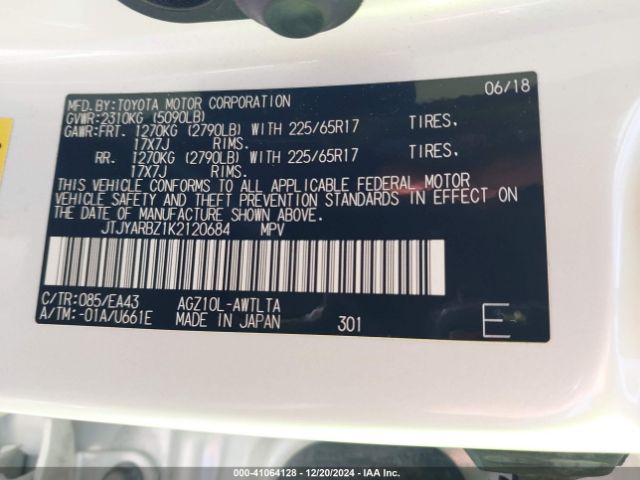 06/18
MFD.BY:TOYOTA MOTOR CORPORATION
GVWR:2310KG (5090LB)
GAWR:FRT. 1270KG (2790LB) WITH 225/65R17 TIRES.
17X7J RIMS.
RR. 1270KG (2790LB) WITH 225/65R17 TIRES.
17X7J RIMS.
THIS VEHICLE CONFORMS TO ALL APPLICABLE FEDERAL MOTOR
VEHICLE SAFETY AND THEFT PREVENTION STANDARDS IN EFFECT ON
THE DATE OF MANUFACTURE SHOWN ABOVE.
JTJYARBZ1K2120684 MPV
C/TR:085/EA43 AGZ10L-AWTLTA
A/TM:-01A/U661E MADE IN JAPAN 301 E
000-41064128 - 12/20/2024 - IAA Inc.